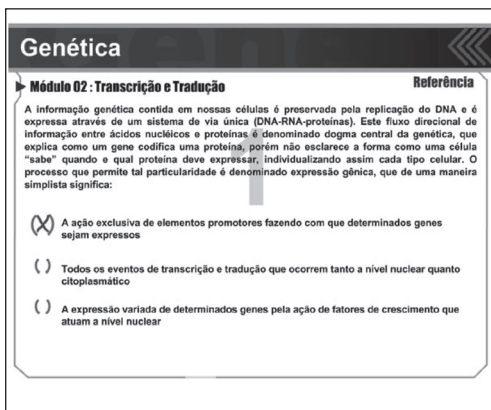 Genética
Módulo 02 : Transcrição e Tradução
Referência
A informação genética contida em nossas células é preservada pela replicação do DNA e é
expressa através de um sistema de via única (DNA-RNA-proteínas). Este fluxo direcional de
informação entre ácidos nucléicos e proteínas é denominado dogma central da genética, que
explica como um gene codifica uma proteína, porém não esclarece a forma como uma célula
“sabe” quando e qual proteína deve expressar, individualizando assim cada tipo celular. O
processo que permite tal particularidade é denominado expressão gênica, que de uma maneira
simplista significa:
(X) A ação exclusiva de elementos promotores fazendo com que determinados genes
sejam expressos
( ) Todos os eventos de transcrição e tradução que ocorrem tanto a nível nuclear quanto
citoplasmático
( ) A expressão variada de determinados genes pela ação de fatores de crescimento que
atuam a nível nuclear
1